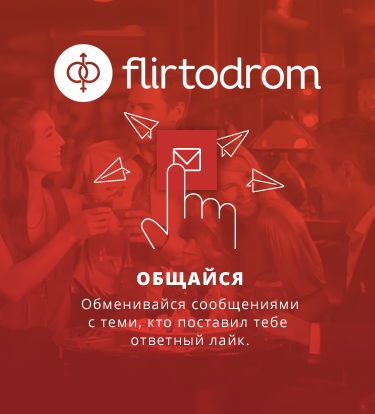 flirtodrom
ОБЩАЙСЯ
Обменивайся сообщениями
с теми, кто поставил тебе
ответный лайк.